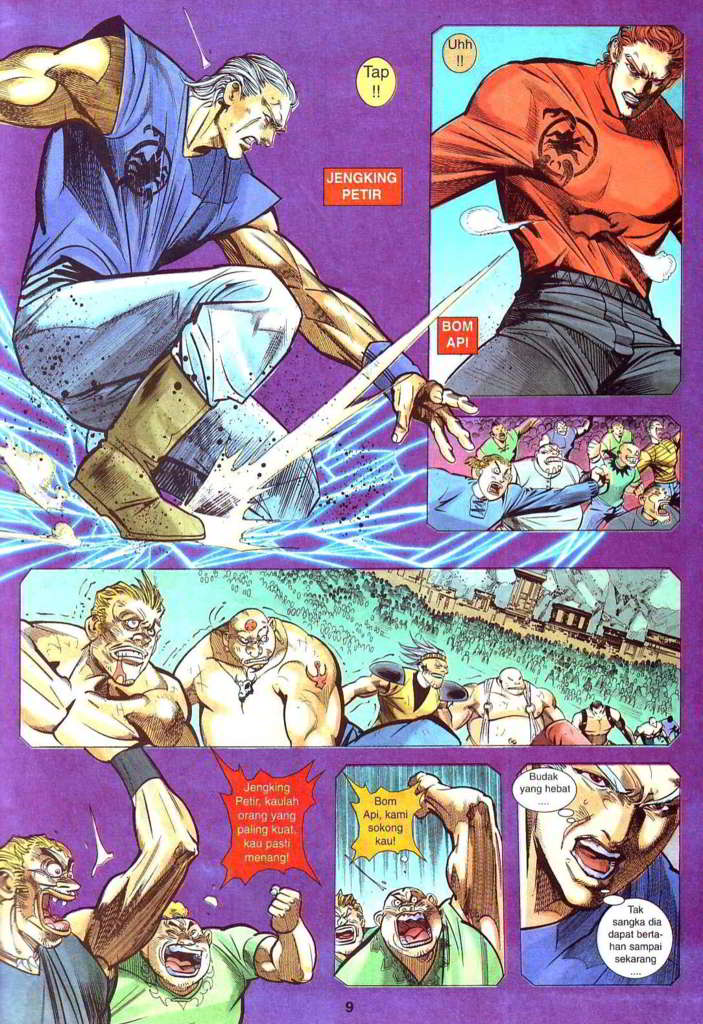 Tap
!!
Uhh
!!
JENGKING
PETIR
BOM
API
Jengking
Petir, kaulah
orang yang
paling kuat,
kau pasti
menang!
Bom
Api, kami
sokong
kau!
Budak
yang hebat
....
Tak
sangka dia
dapat berta-
han sampai
sekarang
....
9